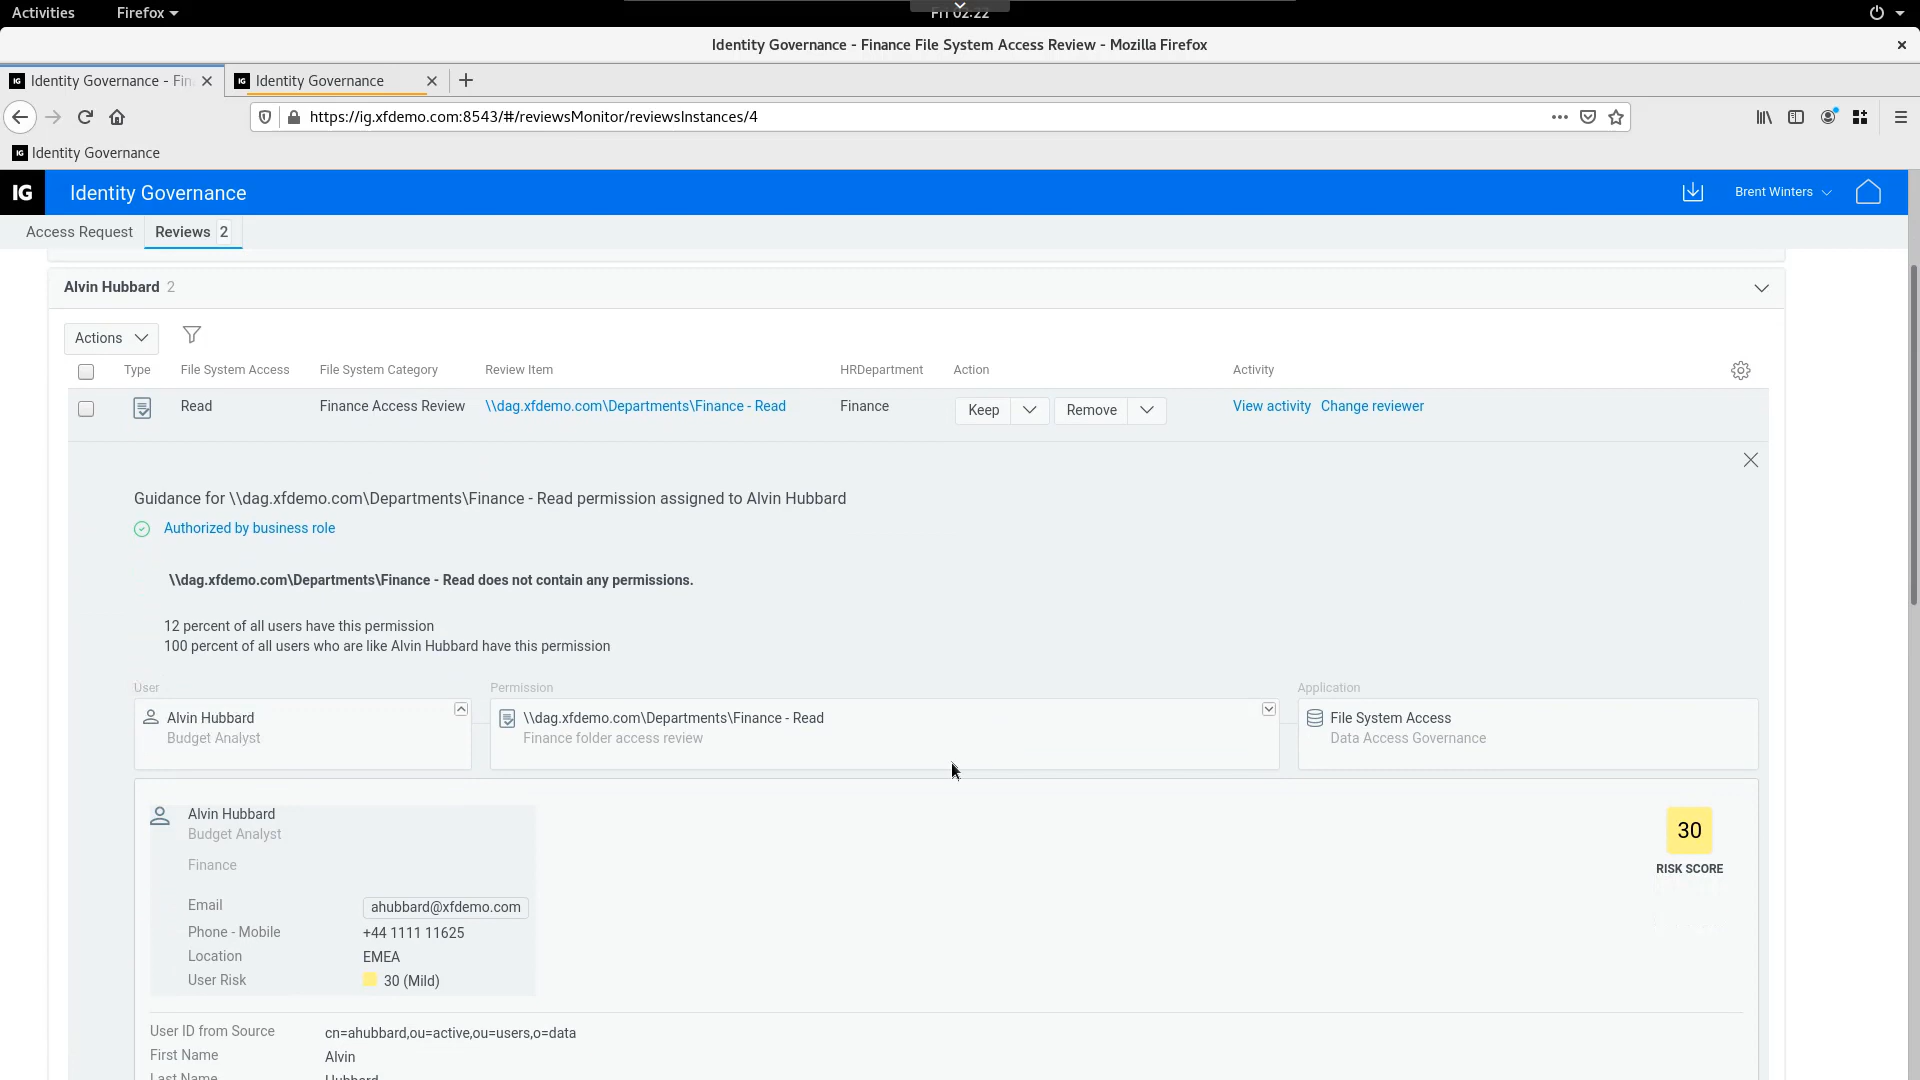 Activities Firefox Fri 02:22
Identity Governance - Finance File System Access Review - Mozilla Firefox
IG Identity Governance - Fin IG Identity Governance
https://ig.xfdemo.com:8543/#/reviewsMonitor/reviewsInstances/4
IG Identity Governance
IG Identity Governance Brent Winters
Access Request Reviews 2
Alvin Hubbard 2
Actions
Type File System Access File System Category Review Item HRDepartment Action Activity
Read Finance Access Review \\dag.xfdemo.com\Departments\Finance - Read Finance Keep Remove View activity Change reviewer
Guidance for \\dag.xfdemo.com\Departments\Finance - Read permission assigned to Alvin Hubbard
Authorized by business role
\\dag.xfdemo.com\Departments\Finance - Read does not contain any permissions.
12 percent of all users have this permission
100 percent of all users who are like Alvin Hubbard have this permission
User Permission Application
Alvin Hubbard \\dag.xfdemo.com\Departments\Finance - Read File System Access
Budget Analyst Finance folder access review Data Access Governance
Alvin Hubbard
Budget Analyst
30
Finance
RISK SCORE
Email ahubbard@xfdemo.com
Phone - Mobile +44 1111 11625
Location EMEA
User Risk 30 (Mild)
User ID from Source cn=ahubbard,ou=active,ou=users,o=data
First Name Alvin
Last Name Hubbard